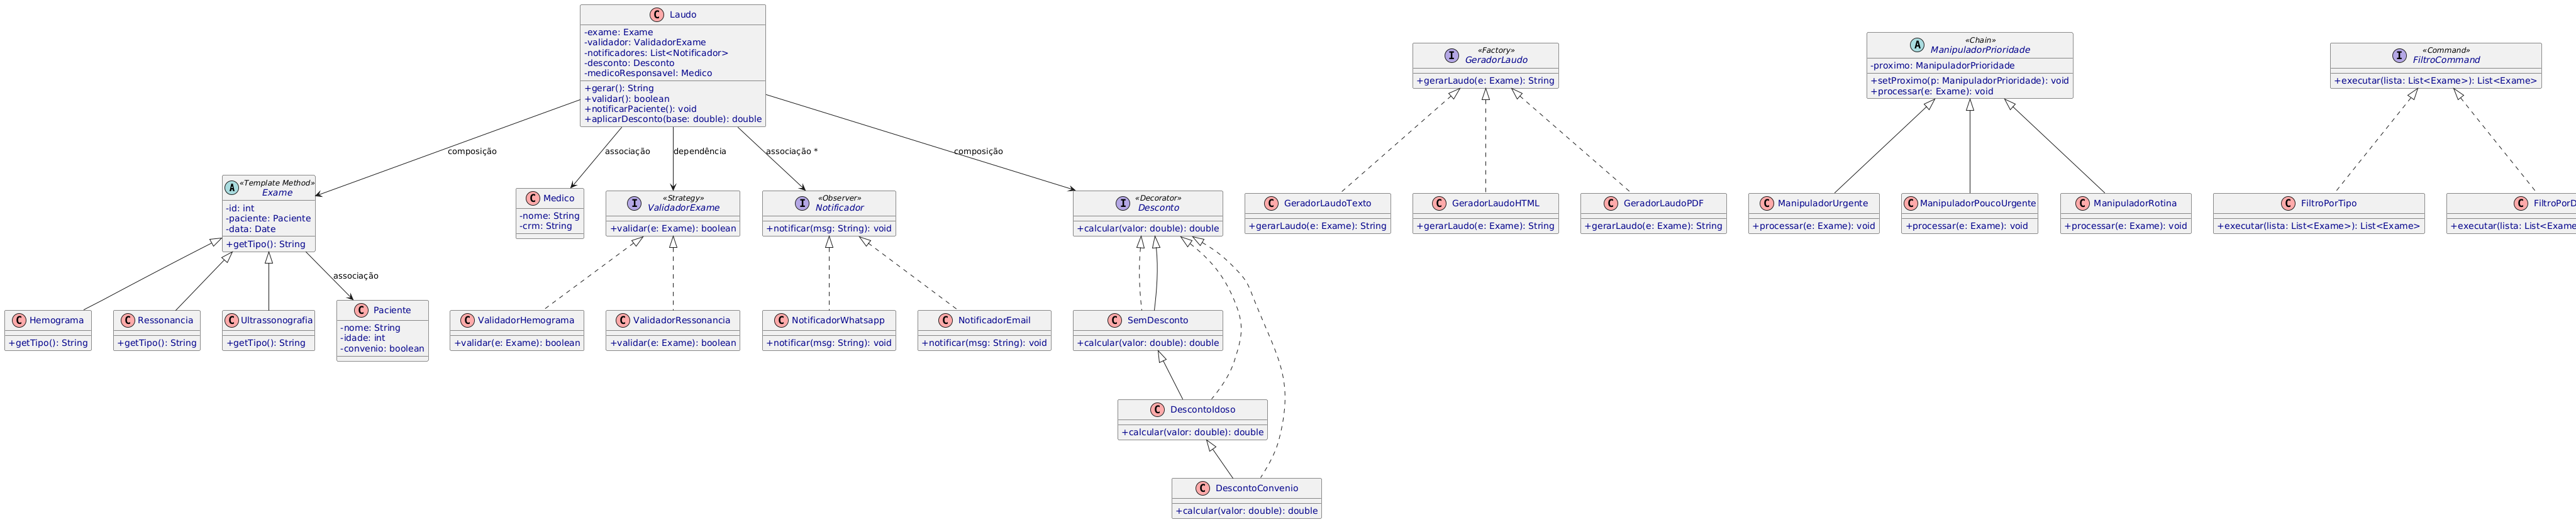 C Laudo
-exame: Exame
-validador: ValidadorExame
-notificadores: List<Notificador>
-desconto: Desconto
-medicoResponsavel: Medico
+gerar(): String
+validar(): boolean
+notificarPaciente(): void
+aplicarDesconto(base: double): double
«Factory»
I GeradorLaudo
+gerarLaudo(e: Exame): String
«Chain»
A ManipuladorPrioridade
-proximo: ManipuladorPrioridade
+setProximo(p: ManipuladorPrioridade): void
+processar(e: Exame): void
«Command»
I FiltroCommand
+executar(lista: List<Exame>): List<Exame>
composição
associação
dependência
associação *
composição
«Template Method»
A Exame
-id: int
-paciente: Paciente
-data: Date
+getTipo(): String
C Medico
-nome: String
-crm: String
«Strategy»
I ValidadorExame
+validar(e: Exame): boolean
«Observer»
I Notificador
+notificar(msg: String): void
«Decorator»
I Desconto
+calcular(valor: double): double
C GeradorLaudoTexto
+gerarLaudo(e: Exame): String
C GeradorLaudoHTML
+gerarLaudo(e: Exame): String
C GeradorLaudoPDF
+gerarLaudo(e: Exame): String
C ManipuladorUrgente
+processar(e: Exame): void
C ManipuladorPoucoUrgente
+processar(e: Exame): void
C ManipuladorRotina
+processar(e: Exame): void
C FiltroPorTipo
+executar(lista: List<Exame>): List<Exame>
C FiltroPorD
+executar(lista: List<Exame
associação
C Hemograma
+getTipo(): String
C Ressonancia
+getTipo(): String
C Ultrassonografia
+getTipo(): String
C Paciente
-nome: String
-idade: int
-convenio: boolean
C ValidadorHemograma
+validar(e: Exame): boolean
C ValidadorRessonancia
+validar(e: Exame): boolean
C NotificadorWhatsapp
+notificar(msg: String): void
C NotificadorEmail
+notificar(msg: String): void
C SemDesconto
+calcular(valor: double): double
C DescontoIdoso
+calcular(valor: double): double
C DescontoConvenio
+calcular(valor: double): double